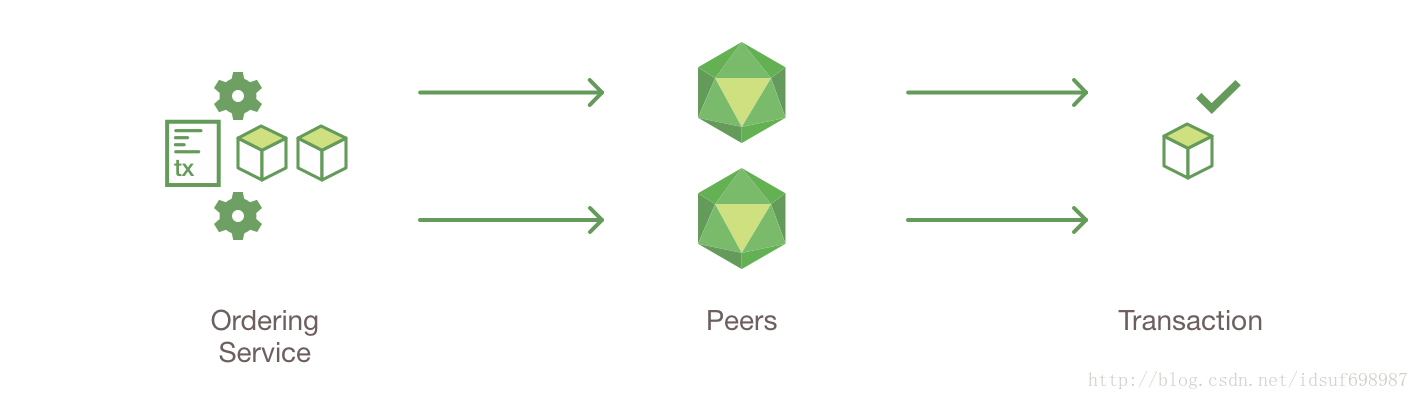 tx
Ordering
Service
Peers
Transaction
http://blog.csdn.net/idsuf698987